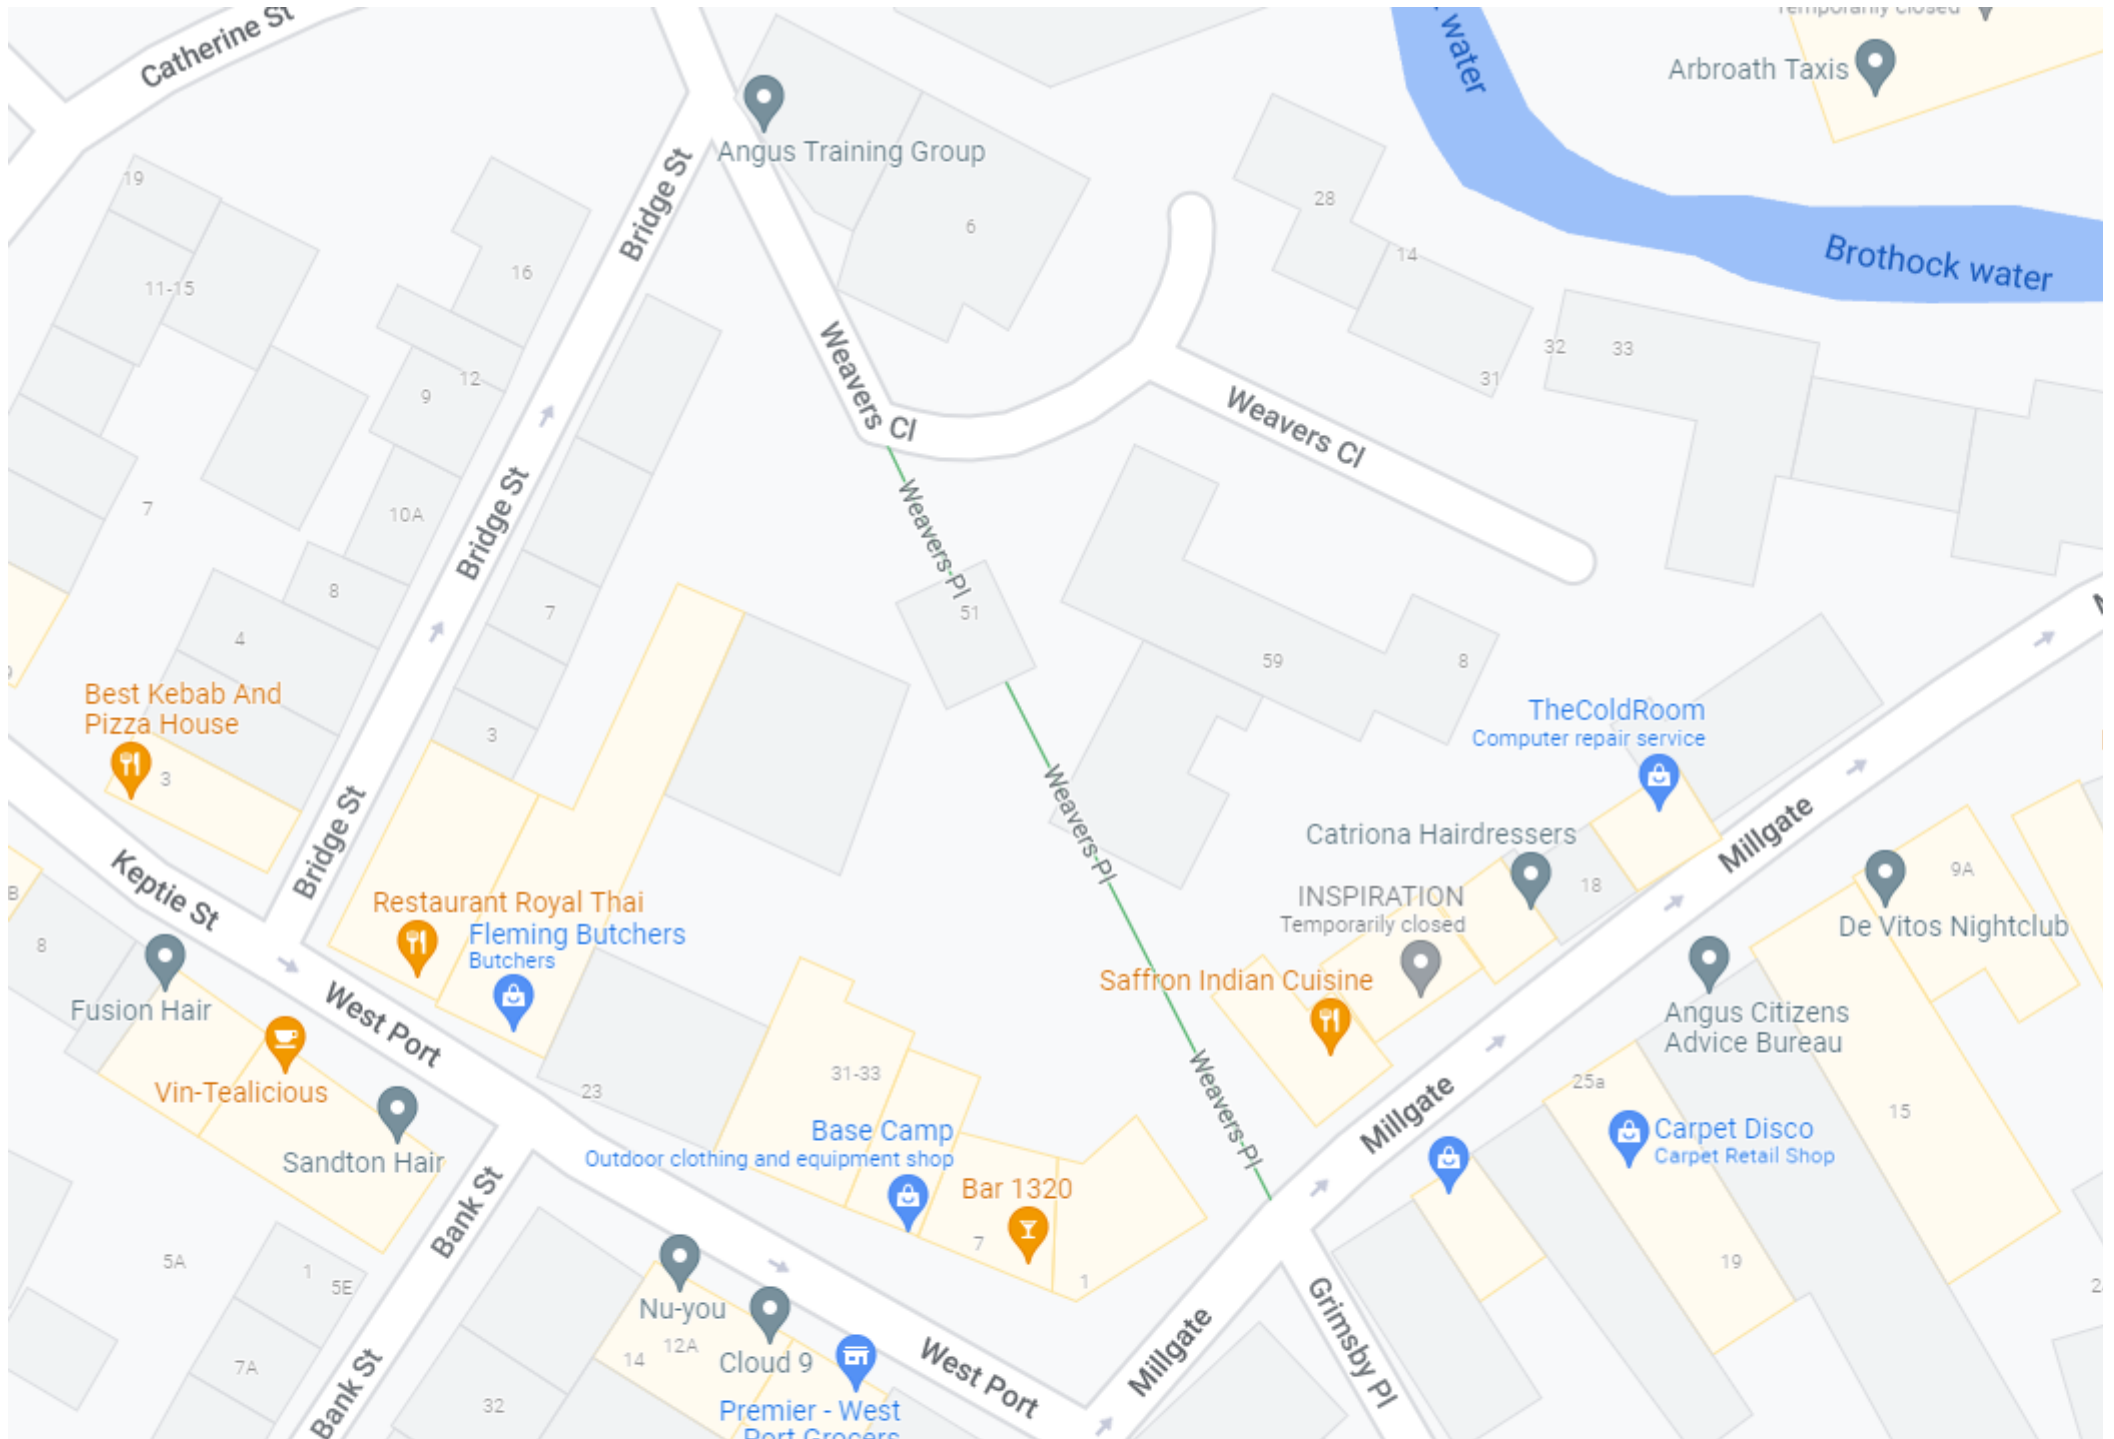 Catherine St
water
Temporarily closed
Arbroath Taxis
Angus Training Group
19
Bridge St
6
28
14
Brothock water
11-15
16
Weavers Cl
32
33
12
9
31
Weavers Cl
7
10A
Bridge St
Weavers Pl
8
7
51
4
59
8
Best Kebab And
Pizza House
3
3
TheColdRoom
Computer repair service
Bridge St
Weavers Pl
Millgate
Catriona Hairdressers
Keptie St
18
9A
B
INSPIRATION
Temporarily closed
Restaurant Royal Thai
Fleming Butchers
Butchers
De Vitos Nightclub
8
Saffron Indian Cuisine
Fusion Hair
West Port
Angus Citizens
Advice Bureau
31-33
25a
Vin-Tealicious
23
Weavers Pl
Millgate
15
Base Camp
Outdoor clothing and equipment shop
Carpet Disco
Carpet Retail Shop
Sandton Hair
Bank St
Bar 1320
7
5A
1
5E
1
19
Nu-you
12A
14
Cloud 9
7A
West Port
Millgate
Grimsby Pl
Bank St
32
Premier - West
Port Grocers